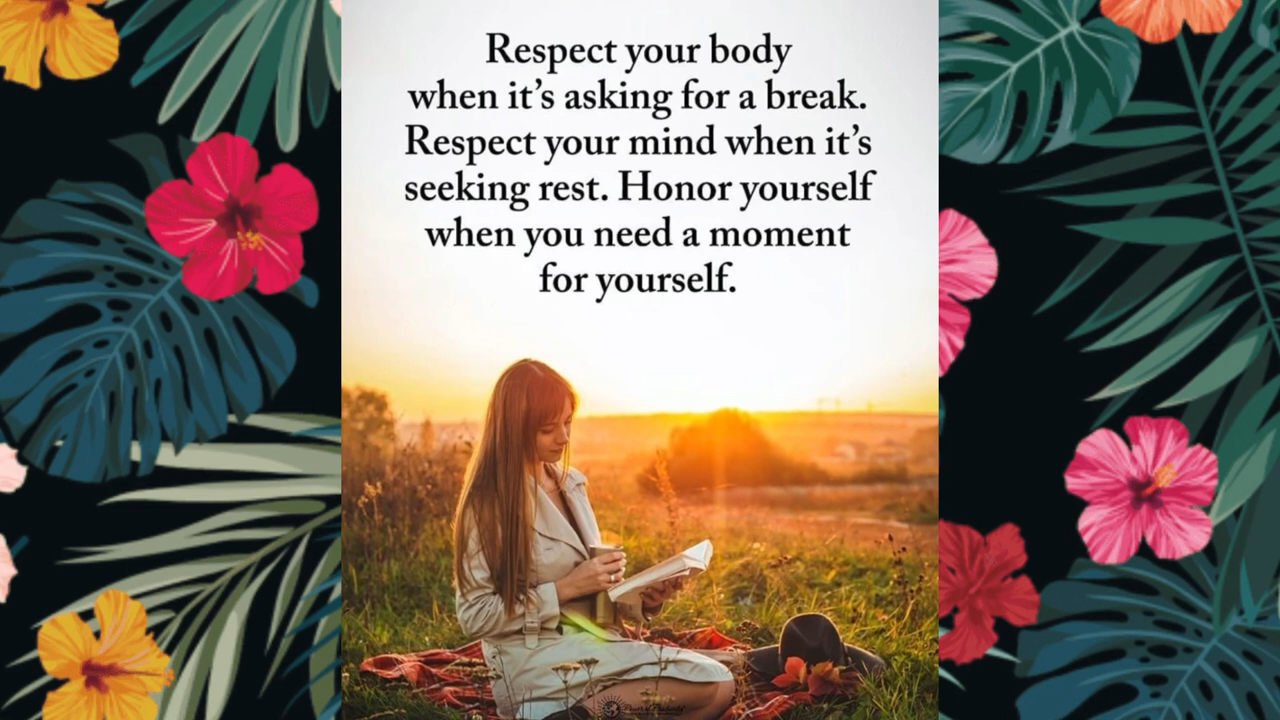 Respect your body
when it’s asking for a break.
Respect your mind when it’s
seeking rest. Honor yourself
when you need a moment
for yourself.